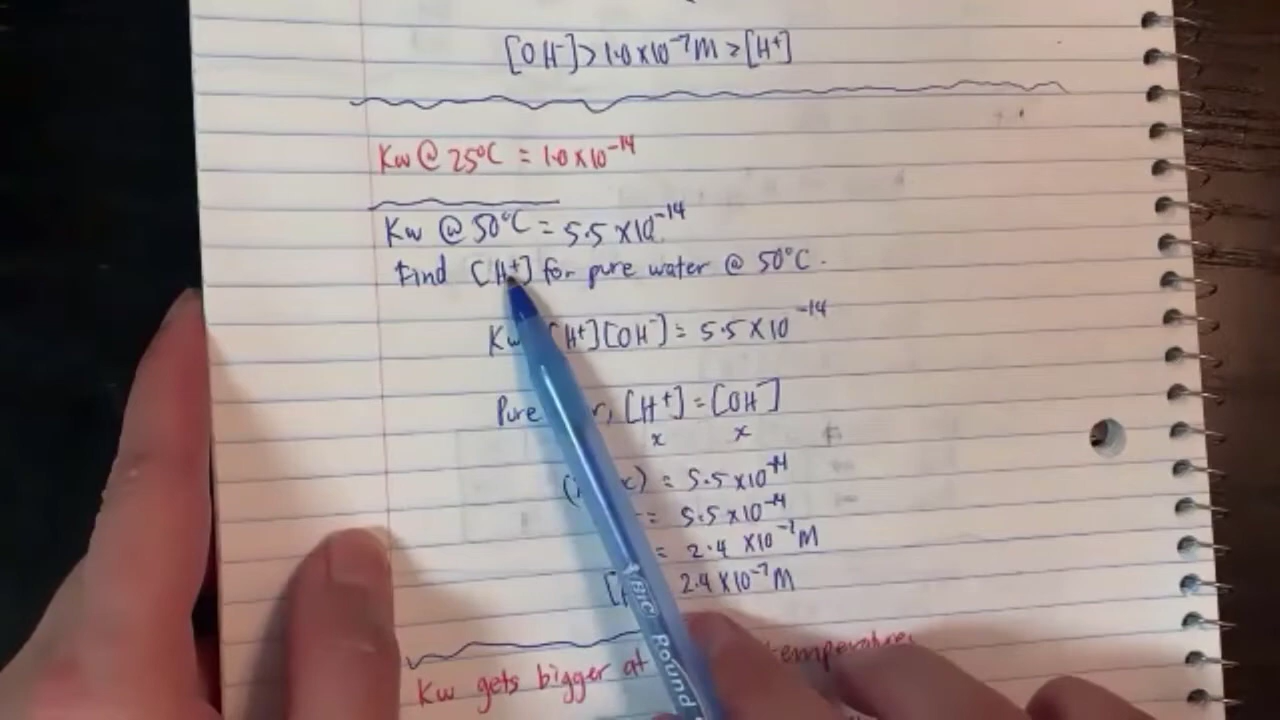 [OH⁻] > 1.0 x 10⁻⁷ M > [H⁺]
Kw @ 25°C = 1.0 x 10⁻¹⁴
Kw @ 50°C = 5.5 x 10⁻¹⁴
Find [H⁺] for pure water @ 50°C.
Kw [H⁺][OH⁻] = 5.5 x 10⁻¹⁴
Pure r, [H⁺] = [OH⁻]
x x
) = 5.5 x 10⁻¹⁴
= 5.5 x 10⁻¹⁴
= 2.4 x 10⁻⁷ M
[ 2.4 x 10⁻⁷ M
Kw gets bigger at temperature.
BIC Round